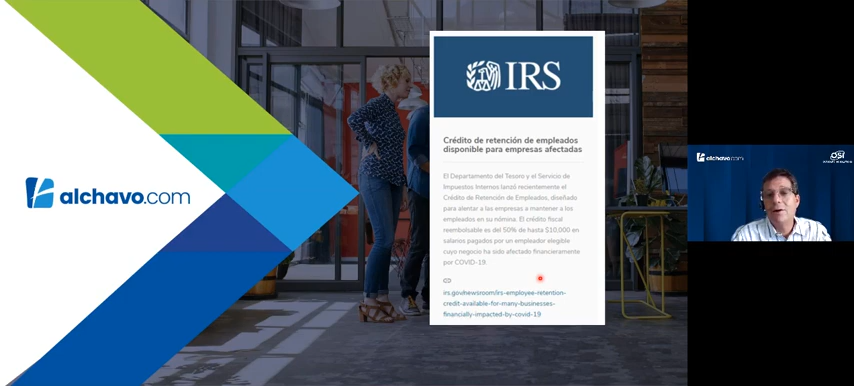 alchavo.com
IRS
Crédito de retención de empleados
disponible para empresas afectadas
El Departamento del Tesoro y el Servicio de
Impuestos Internos lanzó recientemente el
Crédito de Retención de Empleados, diseñado
para alentar a las empresas a mantener a los
empleados en su nómina. El crédito fiscal
reembolsable es del 50% de hasta $10,000 en
salarios pagados por un empleador elegible
cuyo negocio ha sido afectado financieramente
por COVID-19.
irs.gov/newsroom/irs-employee-retention-
credit-available-for-many-businesses-
financially-impacted-by-covid-19
alchavo.com
OSI